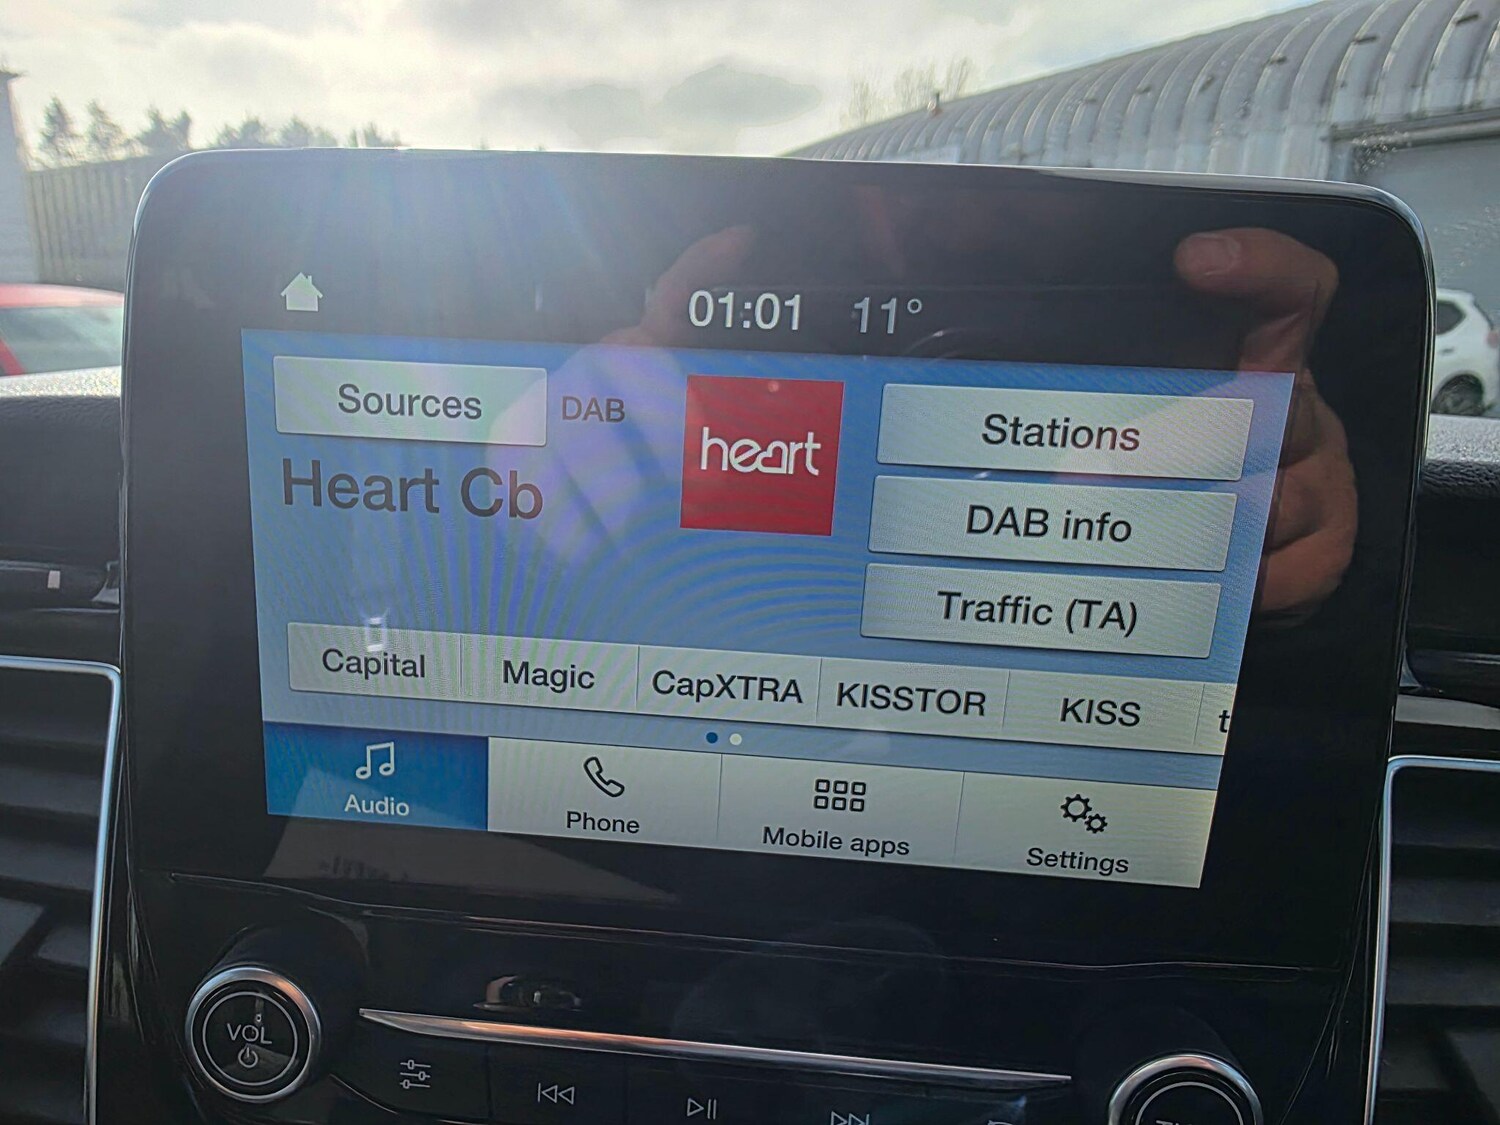 01:01 11°
Sources DAB
heart
Stations
Heart Cb
DAB info
Traffic (TA)
Capital Magic CapXTRA KISSTOR KISS t
Audio Phone Mobile apps Settings
VOL